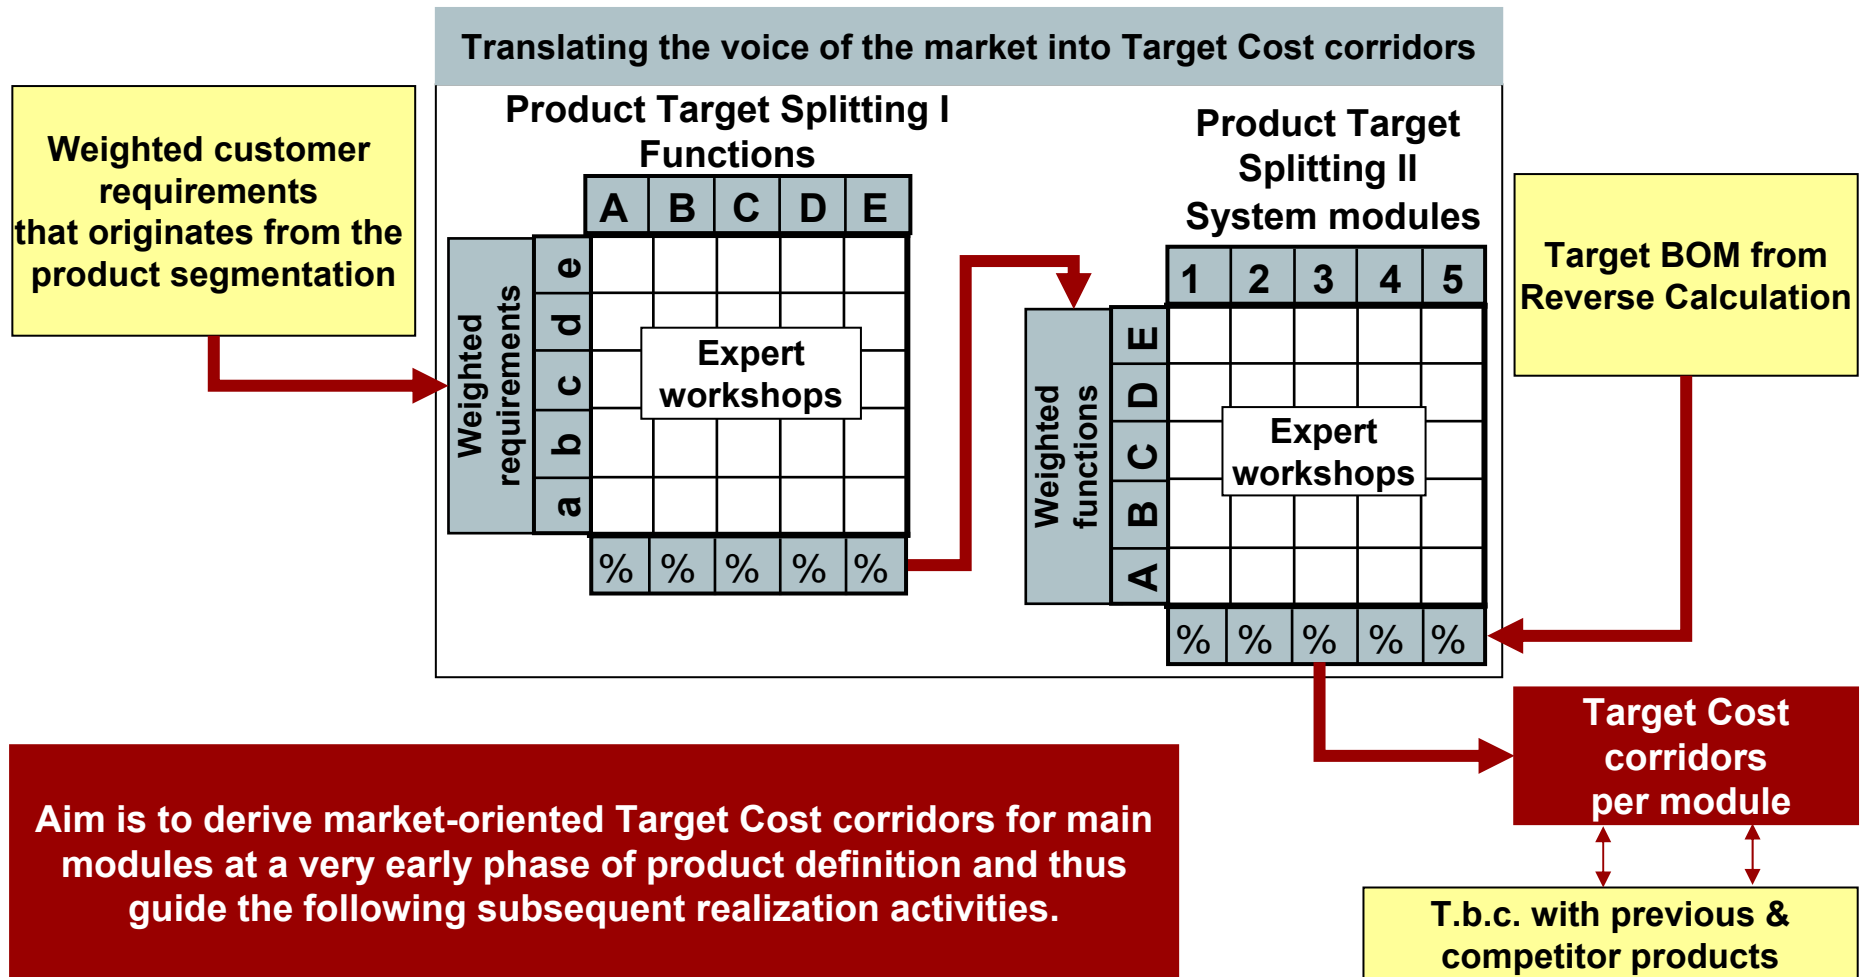 Translating the voice of the market into Target Cost corridors
Weighted customer
requirements
that originates from the
product segmentation
Product Target Splitting I
Functions
A B C D E
Weighted
requirements
e
d
c
b
a
Expert
workshops
% % % % %
Product Target
Splitting II
System modules
1 2 3 4 5
Weighted
functions
E
D
C
B
A
Expert
workshops
% % % % %
Target BOM from
Reverse Calculation
Target Cost
corridors
per module
Aim is to derive market-oriented Target Cost corridors for main
modules at a very early phase of product definition and thus
guide the following subsequent realization activities.
T.b.c. with previous &
competitor products